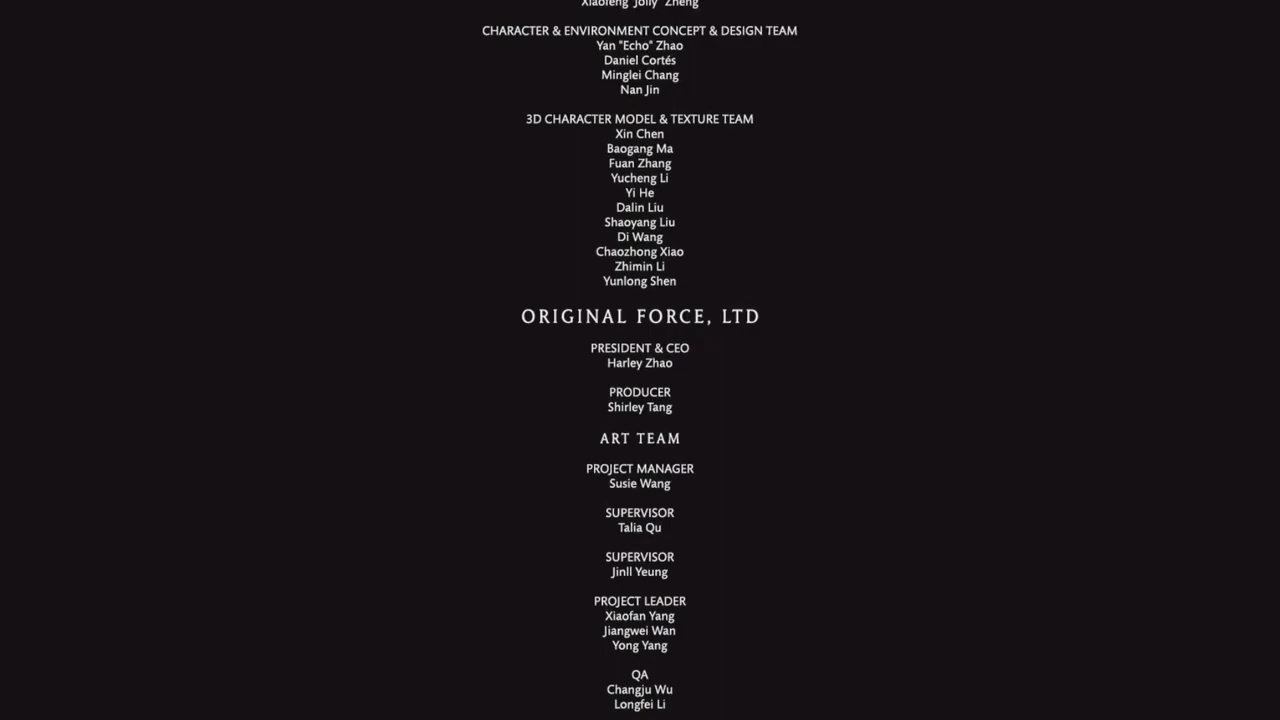 Xiaofeng "Jolly" Zheng
CHARACTER & ENVIRONMENT CONCEPT & DESIGN TEAM
Yan "Echo" Zhao
Daniel Cortés
Minglei Chang
Nan Jin
3D CHARACTER MODEL & TEXTURE TEAM
Xin Chen
Baogang Ma
Fuan Zhang
Yucheng Li
Yi He
Dalin Liu
Shaoyang Liu
Di Wang
Chaozhong Xiao
Zhimin Li
Yunlong Shen
ORIGINAL FORCE, LTD
PRESIDENT & CEO
Harley Zhao
PRODUCER
Shirley Tang
ART TEAM
PROJECT MANAGER
Susie Wang
SUPERVISOR
Talia Qu
SUPERVISOR
Jinll Yeung
PROJECT LEADER
Xiaofan Yang
Jiangwei Wan
Yong Yang
QA
Changju Wu
Longfei Li